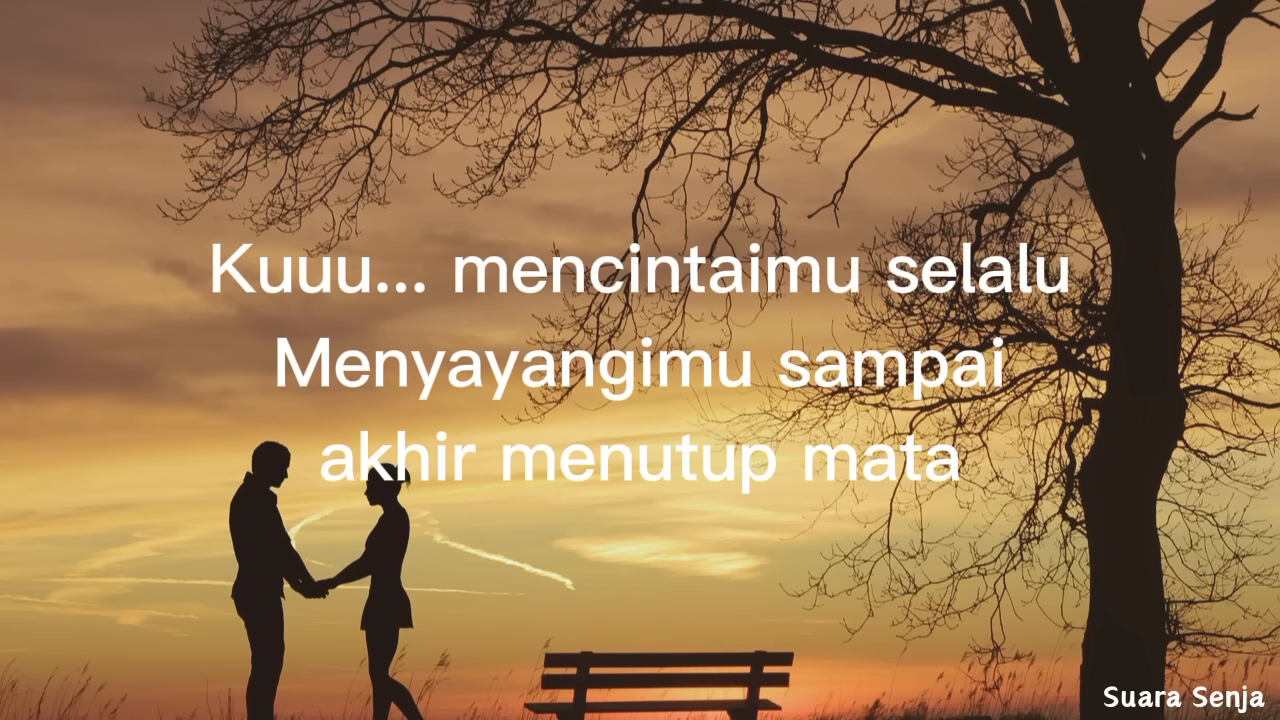 Kuuu... mencintaimu selalu
Menyayangimu sampai
akhir menutup mata
Suara Senja